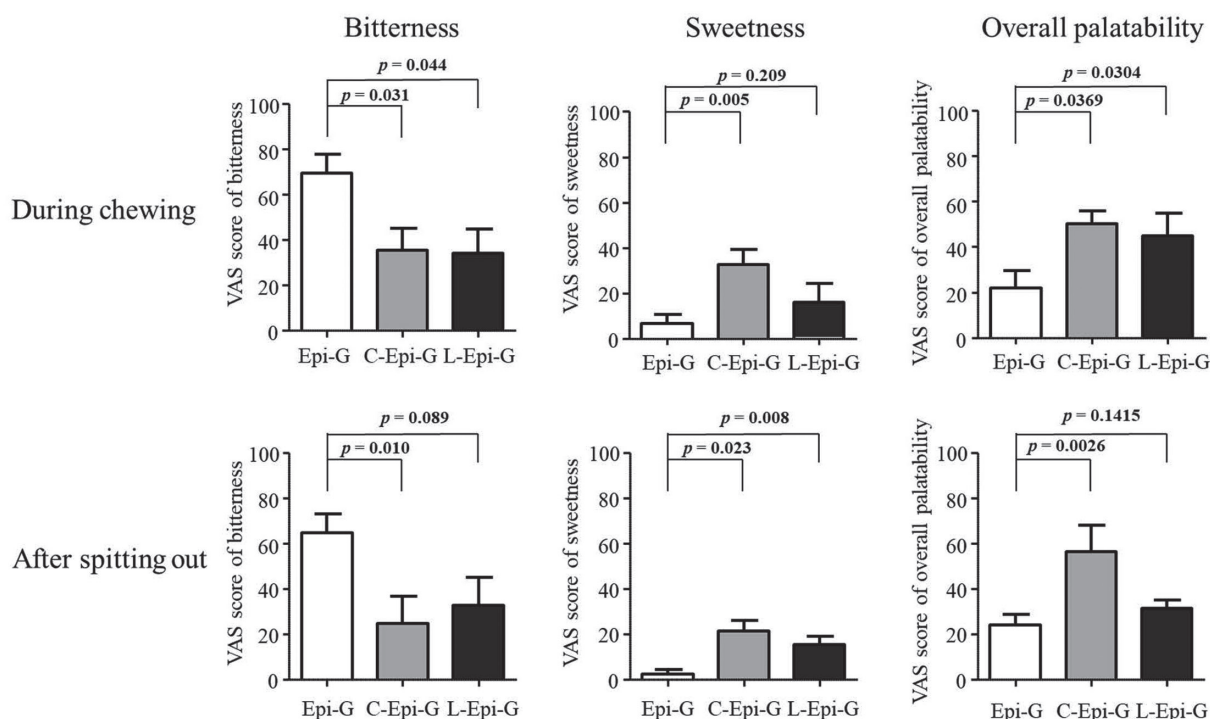 Bitterness
Sweetness
Overall palatability
During chewing
p = 0.044
p = 0.031
VAS score of bitterness
100
80
60
40
20
0
Epi-G C-Epi-G L-Epi-G
p = 0.209
p = 0.005
VAS score of sweetness
100
80
60
40
20
0
Epi-G C-Epi-G L-Epi-G
p = 0.0304
p = 0.0369
VAS score of overall palatability
100
80
60
40
20
0
Epi-G C-Epi-G L-Epi-G
After spitting out
p = 0.089
p = 0.010
VAS score of bitterness
100
80
60
40
20
0
Epi-G C-Epi-G L-Epi-G
p = 0.008
p = 0.023
VAS score of sweetness
100
80
60
40
20
0
Epi-G C-Epi-G L-Epi-G
p = 0.1415
p = 0.0026
VAS score of overall palatability
100
80
60
40
20
0
Epi-G C-Epi-G L-Epi-G